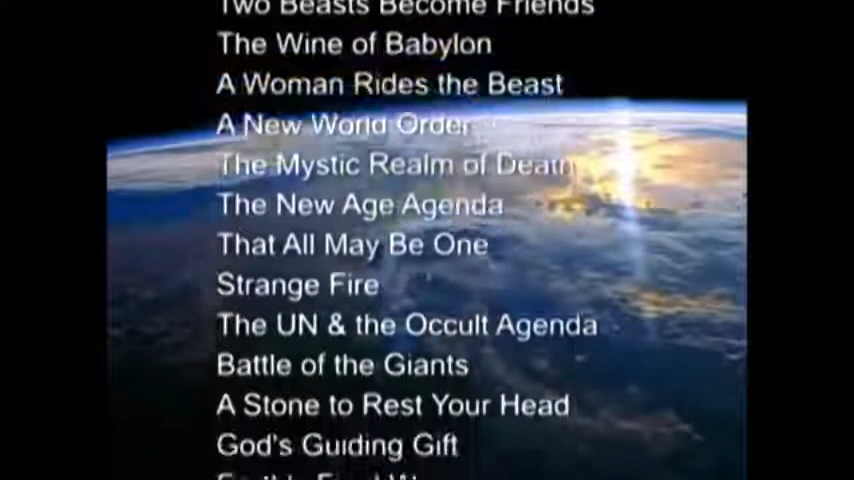 Two Beasts Become Friends
The Wine of Babylon
A Woman Rides the Beast
A New World Order
The Mystic Realm of Death
The New Age Agenda
That All May Be One
Strange Fire
The UN & the Occult Agenda
Battle of the Giants
A Stone to Rest Your Head
God's Guiding Gift